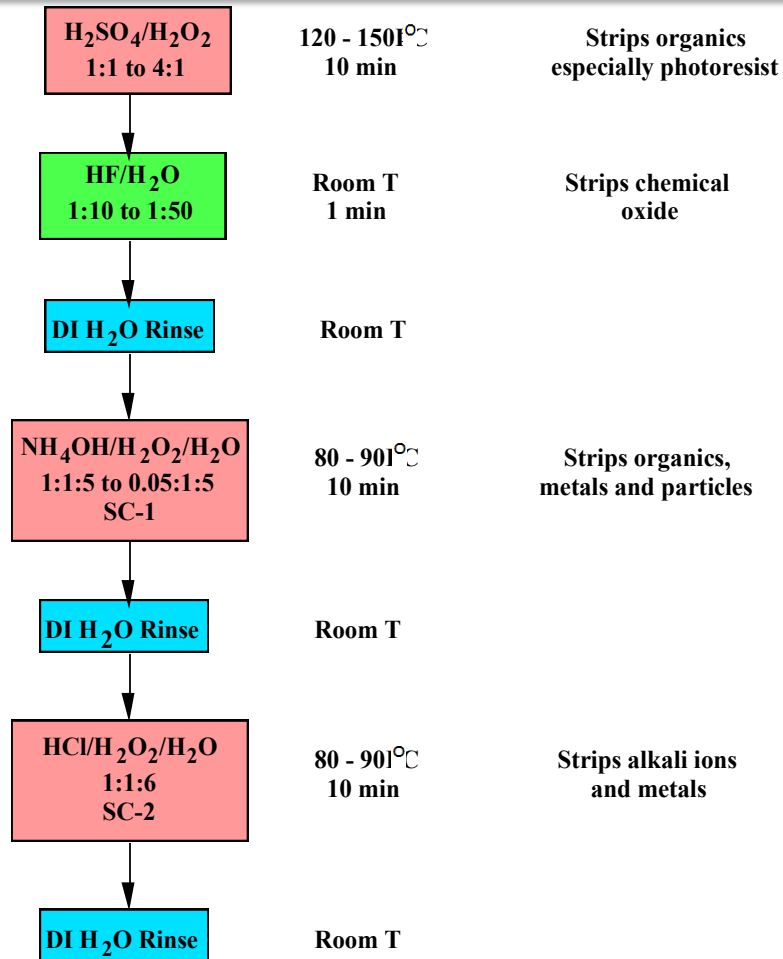 H₂SO₄/H₂O₂
1:1 to 4:1
120 - 150°C
10 min
Strips organics
especially photoresist
HF/H₂O
1:10 to 1:50
Room T
1 min
Strips chemical
oxide
DI H₂O Rinse
Room T
NH₄OH/H₂O₂/H₂O
1:1:5 to 0.05:1:5
SC-1
80 - 90°C
10 min
Strips organics,
metals and particles
DI H₂O Rinse
Room T
HCl/H₂O₂/H₂O
1:1:6
SC-2
80 - 90°C
10 min
Strips alkali ions
and metals
DI H₂O Rinse
Room T